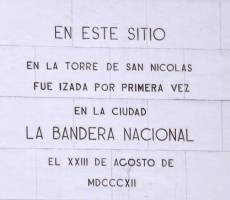 EN ESTE SITIO
EN LA TORRE DE SAN NICOLAS
FUE IZADA POR PRIMERA VEZ
EN LA CIUDAD
LA BANDERA NACIONAL
EL XXIII DE AGOSTO DE
MDCCCXII